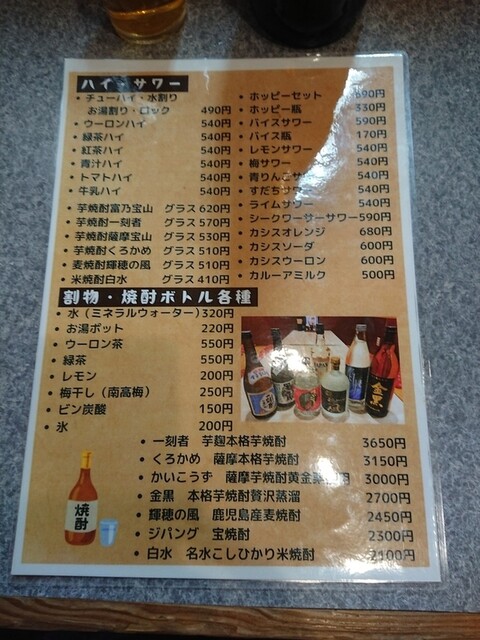 ハイ・サワー
・チューハイ・水割り
お湯割り・ロック 490円
・ウーロンハイ 540円
・緑茶ハイ 540円
・紅茶ハイ 540円
・青汁ハイ 540円
・トマトハイ 540円
・牛乳ハイ 540円
・芋焼酎富乃宝山 グラス620円
・芋焼酎一刻者 グラス570円
・芋焼酎薩摩宝山 グラス530円
・芋焼酎くろかめ グラス510円
・麦焼酎輝穂の風 グラス510円
・米焼酎白水 グラス410円
・ホッピーセット 690円
・ホッピー瓶 330円
・バイスサワー 590円
・バイス瓶 170円
・レモンサワー 540円
・梅サワー 540円
・青りんごサワー 540円
・すだちサワー 540円
・ライムサワー 540円
・シークワーサーサワー590円
・カシスオレンジ 680円
・カシスソーダ 600円
・カシスウーロン 600円
・カルーアミルク 500円
割物・焼酎ボトル各種
・水(ミネラルウォーター)320円
・お湯ポット 220円
・ウーロン茶 550円
・緑茶 550円
・レモン 200円
・梅干し(南高梅) 250円
・ビン炭酸 150円
・氷 200円
・一刻者 芋麹本格芋焼酎 3650円
・くろかめ 薩摩本格芋焼酎 3150円
・かいこうず 薩摩芋焼酎黄金 3000円
・金黒 本格芋焼酎贅沢蒸溜 2700円
・輝穂の風 鹿児島産麦焼酎 2450円
・ジパング 宝焼酎 2300円
・白水 名水こしひかり米焼酎 2100円
焼酎
金黒